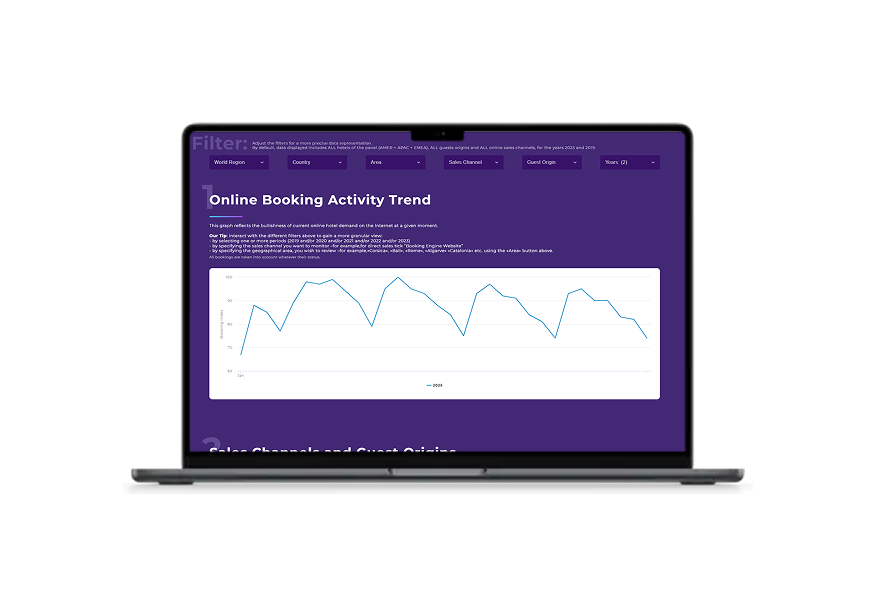 Filter:
Adjust the filters for a more precise data representation.
By default, data displayed includes ALL hotels of the panel (AMER + APAC + EMEA), ALL guests origins and ALL online sales channels, for the years 2023 and 2019.
World Region
Country
Area
Sales Channel
Guest Origin
Years: (2)
1
Online Booking Activity Trend
This graph reflects the bullishness of current online hotel demand on the Internet at a given moment.
Our Tip: Interact with the different filters above to gain a more granular view:
- by selecting one or more periods (2019 and/or 2020 and/or 2021 and/or 2022 and/or 2023)
- by specifying the sales channel you want to monitor -for example,for direct sales tick "Booking Engine Website"
- by specifying the geographical area, you wish to review -for example,«Corsica», «Bali», «Rome», «Algarve» «Catalonia» etc. using the «Area» button above.
All bookings are taken into account whatever their status.
100
90
80
70
60
Booking Index
Jan
2023
2
Sales Channels and Guest Origins